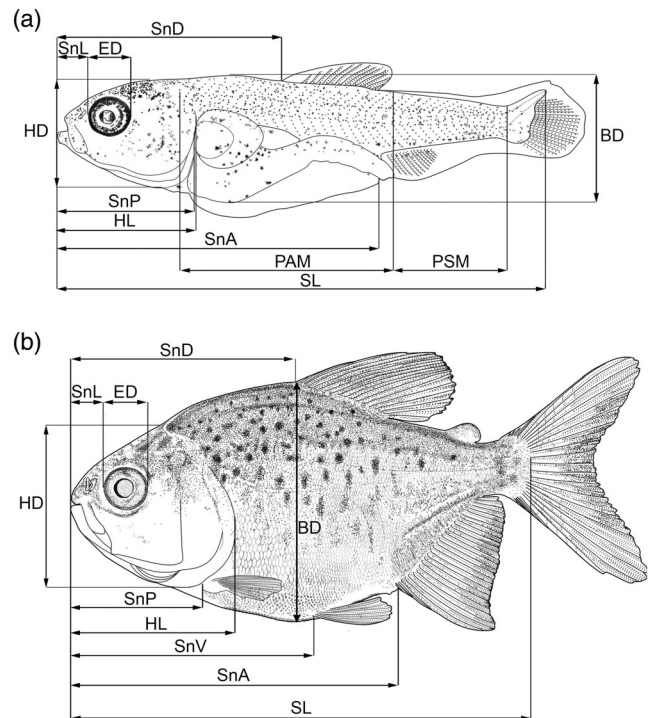 (a)
SnD
SnL ED
HD
BD
SnP
HL
SnA
PAM PSM
SL
(b)
SnD
SnL ED
HD
BD
SnP
HL
SnV
SnA
SL